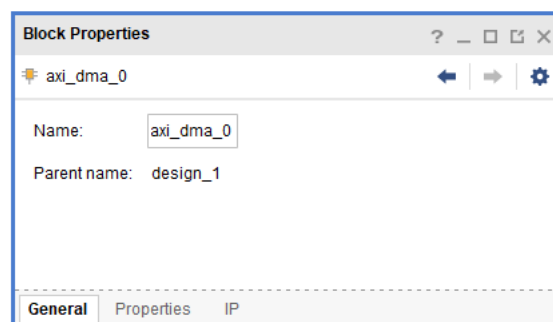 Block Properties
axi_dma_0
Name: axi_dma_0
Parent name: design_1
General Properties IP